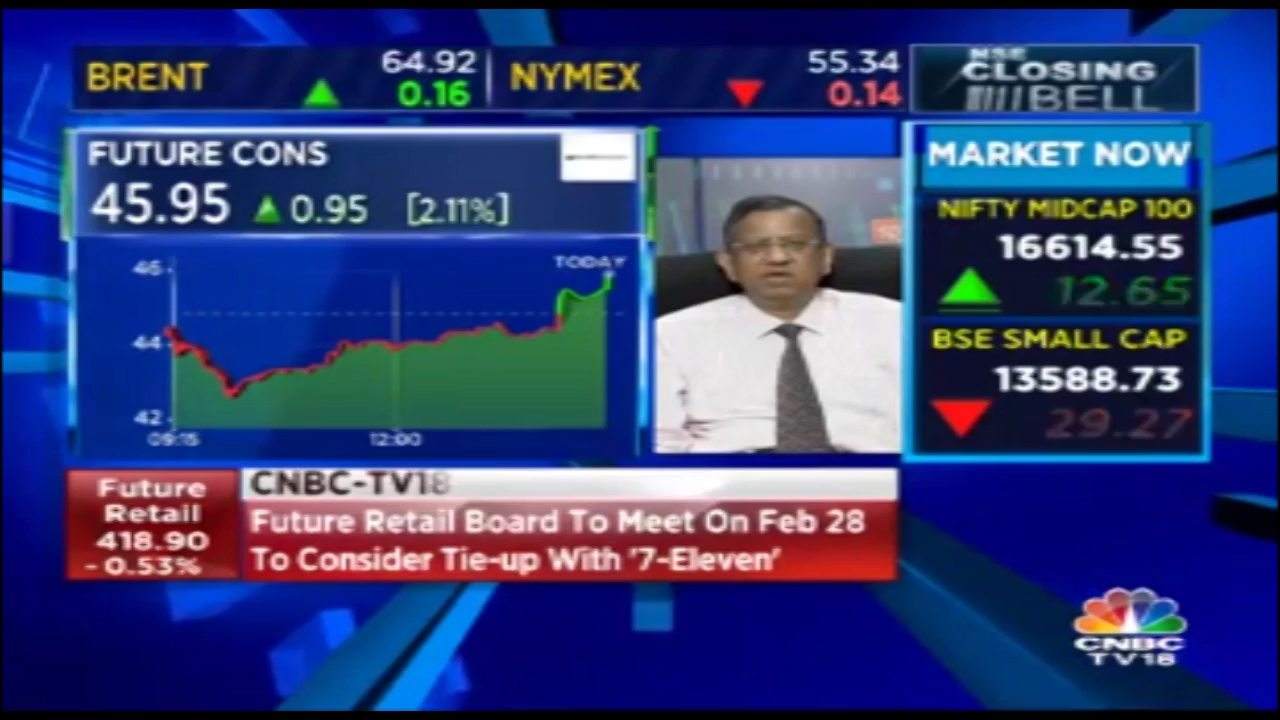 BRENT
64.92
0.16
NYMEX
55.34
0.14
NSE
CLOSING
BELL
FUTURE CONS
45.95 0.95 [2.11%]
TODAY
46
44
42
09:15 12:00
MARKET NOW
NIFTY MIDCAP 100
16614.55
12.65
BSE SMALL CAP
13588.73
29.27
Future
Retail
418.90
-0.53%
CNBC-TV18
Future Retail Board To Meet On Feb 28
To Consider Tie-up With '7-Eleven'
CNBC
TV18